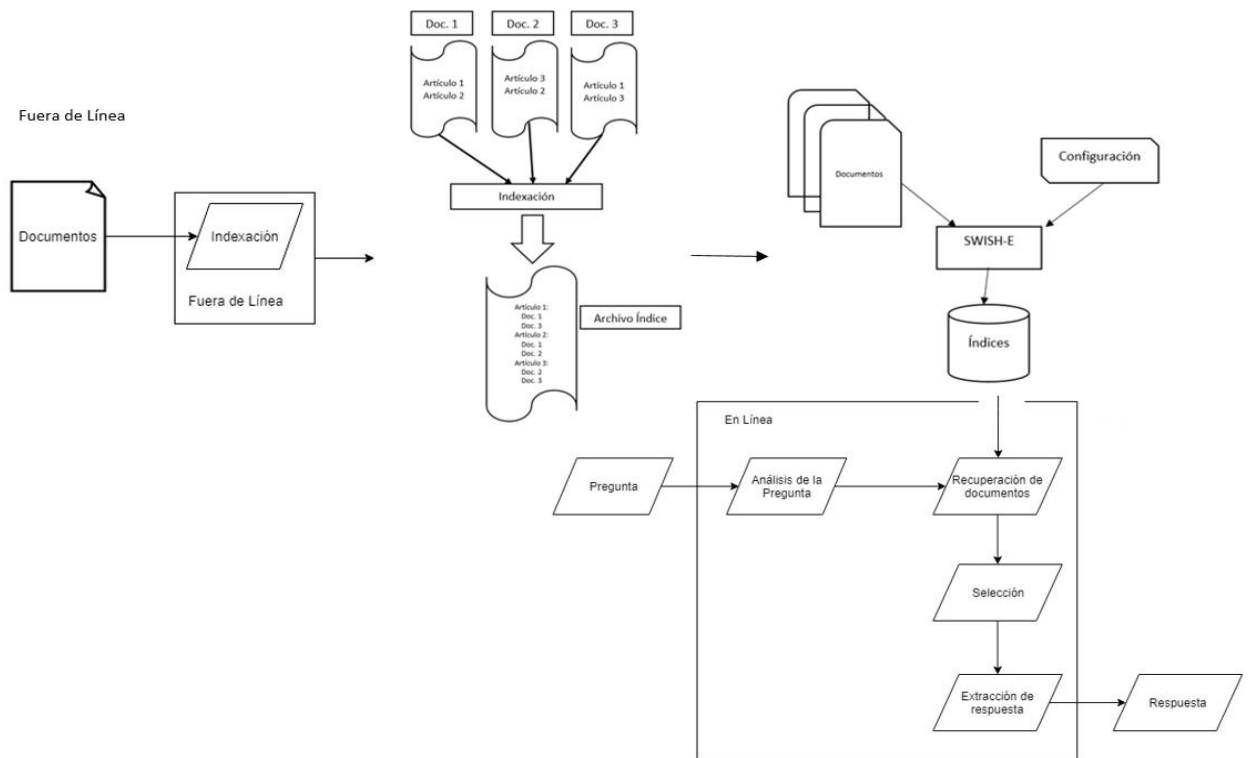 Fuera de Línea
Documentos
Indexación
Fuera de Línea
Doc. 1
Doc. 2
Doc. 3
Artículo 1
Artículo 2
Artículo 3
Artículo 2
Artículo 1
Artículo 3
Indexación
Artículo 1:
Doc. 1
Doc. 3
Artículo 2:
Doc. 1
Doc. 2
Artículo 3:
Doc. 2
Doc. 3
Archivo Índice
Documentos
Configuración
SWISH-E
Índices
En Línea
Pregunta
Análisis de la
Pregunta
Recuperación de
documentos
Selección
Extracción de
respuesta
Respuesta